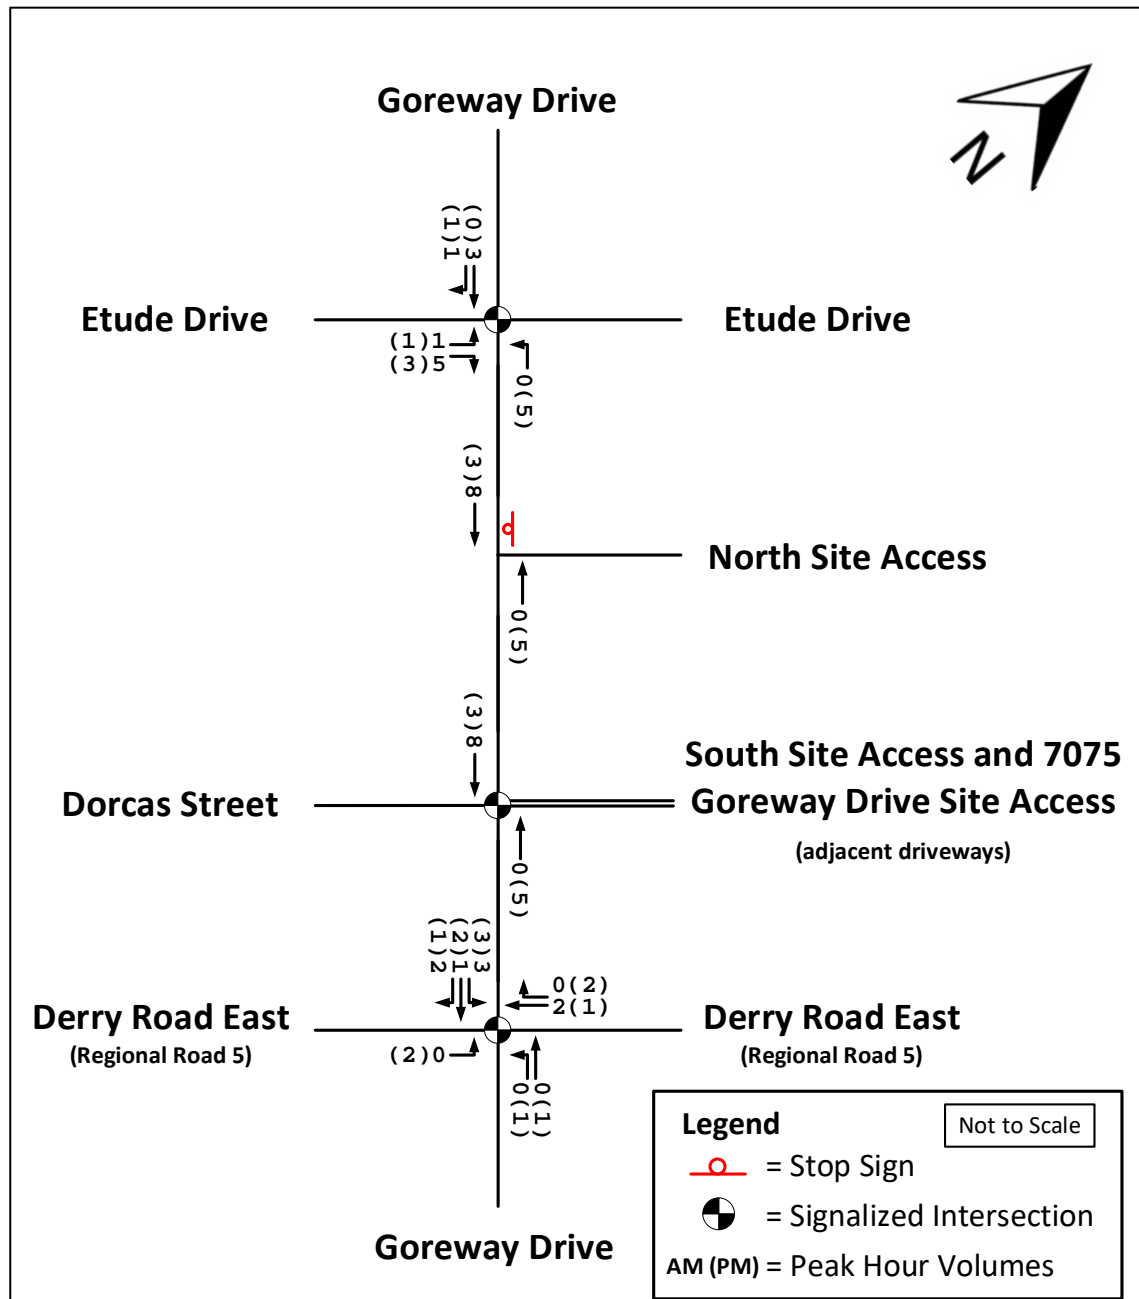 Goreway Drive
N
(0)3
(1)1
Etude Drive
Etude Drive
(1)1
(3)5
0(5)
(3)8
North Site Access
0(5)
(3)8
South Site Access and 7075
Dorcas Street
Goreway Drive Site Access
(adjacent driveways)
0(5)
(3)3
(2)1
(1)2
0(2)
2(1)
Derry Road East
(Regional Road 5)
Derry Road East
(Regional Road 5)
(2)0
0(1)
0(1)
Legend
Not to Scale
= Stop Sign
= Signalized Intersection
AM (PM) = Peak Hour Volumes
Goreway Drive